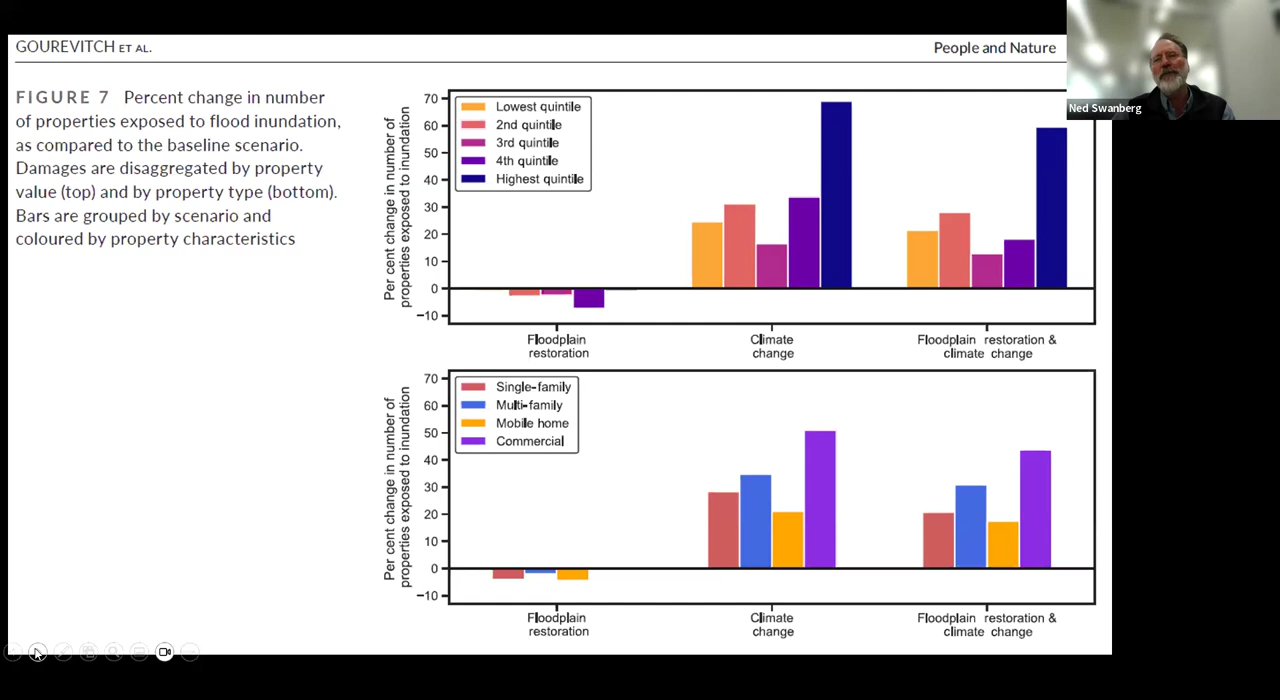 GOUREVITCH ET AL.
People and Nature
Ned Swanberg
FIGURE 7 Percent change in number
of properties exposed to flood inundation,
as compared to the baseline scenario.
Damages are disaggregated by property
value (top) and by property type (bottom).
Bars are grouped by scenario and
coloured by property characteristics
Per cent change in number of
properties exposed to inundation
70
60
50
40
30
20
10
0
−10
Lowest quintile
2nd quintile
3rd quintile
4th quintile
Highest quintile
Floodplain
restoration
Climate
change
Floodplain restoration &
climate change
Per cent change in number of
properties exposed to inundation
70
60
50
40
30
20
10
0
−10
Single-family
Multi-family
Mobile home
Commercial
Floodplain
restoration
Climate
change
Floodplain restoration &
climate change